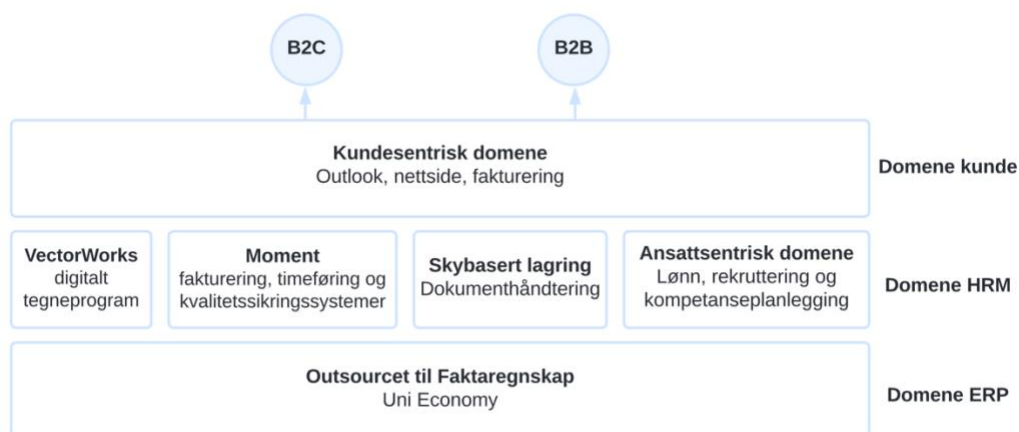 B2C
B2B
Kundesentrisk domene
Outlook, nettside, fakturering
Domene kunde
VectorWorks
digitalt
tegneprogram
Moment
fakturering, timeføring og
kvalitetssikringssystemer
Skybasert lagring
Dokumenthåndtering
Ansattsentrisk domene
Lønn, rekruttering og
kompetanseplanlegging
Domene HRM
Outsourcet til Faktaregnskap
Uni Economy
Domene ERP